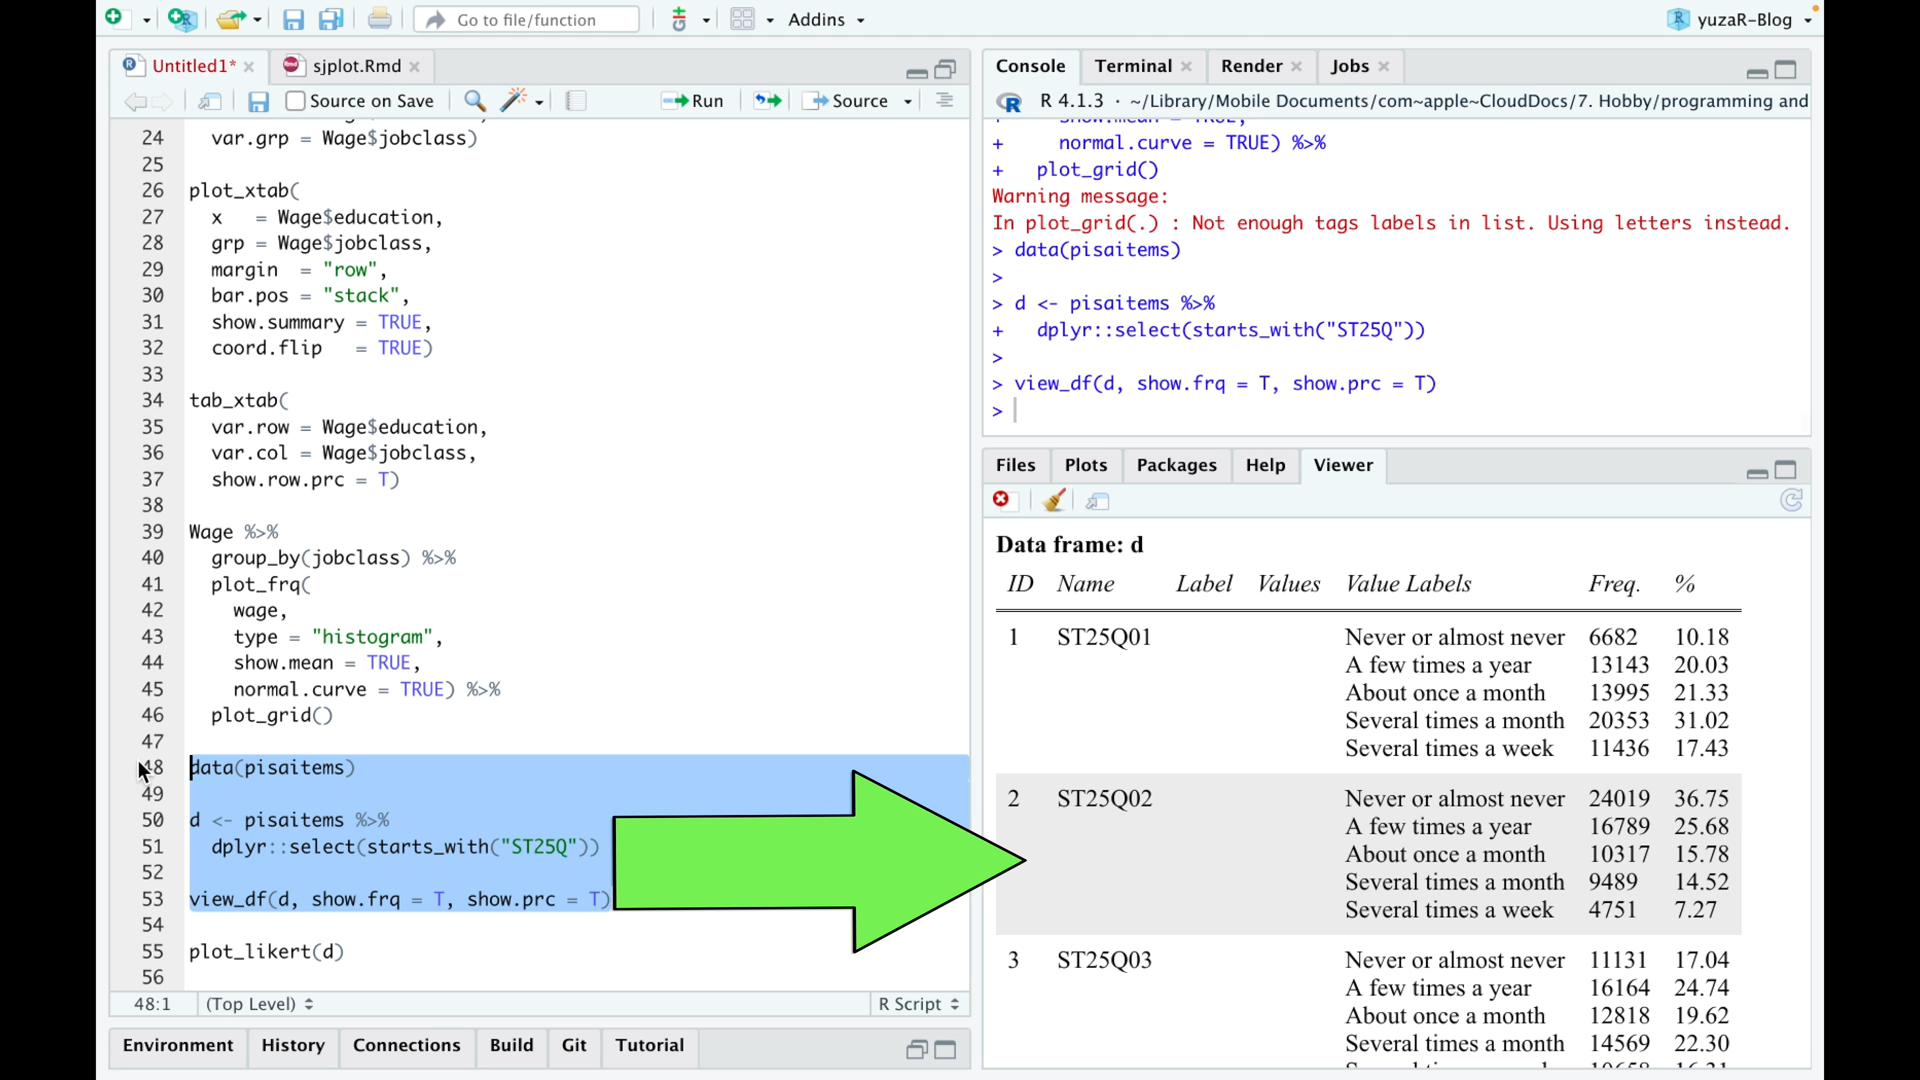 Go to file/function
Addins
yuzaR-Blog
Untitled1*
sjplot.Rmd
Source on Save
Run
Source
24 var.grp = Wage$jobclass)
25
26 plot_xtab(
27 x = Wage$education,
28 grp = Wage$jobclass,
29 margin = "row",
30 bar.pos = "stack",
31 show.summary = TRUE,
32 coord.flip = TRUE)
33
34 tab_xtab(
35 var.row = Wage$education,
36 var.col = Wage$jobclass,
37 show.row.prc = T)
38
39 Wage %>%
40 group_by(jobclass) %>%
41 plot_frq(
42 wage,
43 type = "histogram",
44 show.mean = TRUE,
45 normal.curve = TRUE) %>%
46 plot_grid()
47
48 data(pisaitems)
49
50 d <- pisaitems %>%
51 dplyr::select(starts_with("ST25Q"))
52
53 view_df(d, show.frq = T, show.prc = T)
54
55 plot_likert(d)
56
48:1 (Top Level) R Script
Environment History Connections Build Git Tutorial
Console Terminal Render Jobs
R 4.1.3 · ~/Library/Mobile Documents/com~apple~CloudDocs/7. Hobby/programming and
+ show.mean = TRUE,
+ normal.curve = TRUE) %>%
+ plot_grid()
Warning message:
In plot_grid(.) : Not enough tags labels in list. Using letters instead.
> data(pisaitems)
>
> d <- pisaitems %>%
+ dplyr::select(starts_with("ST25Q"))
>
> view_df(d, show.frq = T, show.prc = T)
>
Files Plots Packages Help Viewer
Data frame: d
ID Name Label Values Value Labels Freq. %
1 ST25Q01 Never or almost never 6682 10.18
A few times a year 13143 20.03
About once a month 13995 21.33
Several times a month 20353 31.02
Several times a week 11436 17.43
2 ST25Q02 Never or almost never 24019 36.75
A few times a year 16789 25.68
About once a month 10317 15.78
Several times a month 9489 14.52
Several times a week 4751 7.27
3 ST25Q03 Never or almost never 11131 17.04
A few times a year 16164 24.74
About once a month 12818 19.62
Several times a month 14569 22.30